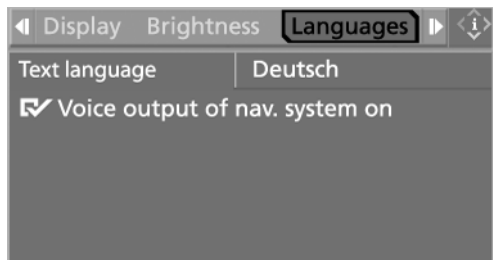 Display Brightness Languages i
Text language Deutsch
Voice output of nav. system on